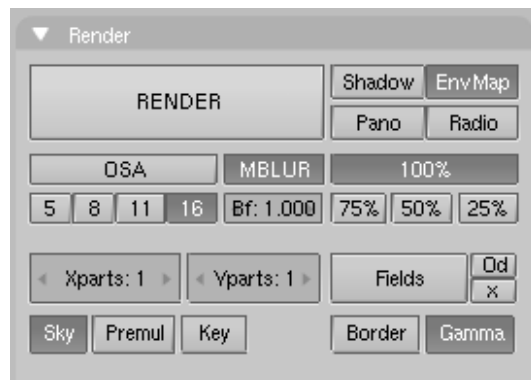 Render
RENDER Shadow EnvMap
Pano Radio
OSA MBLUR 100%
5 8 11 16 Bf: 1.000 75% 50% 25%
Xparts: 1 Yparts: 1 Fields Od
x
Sky Premul Key Border Gamma